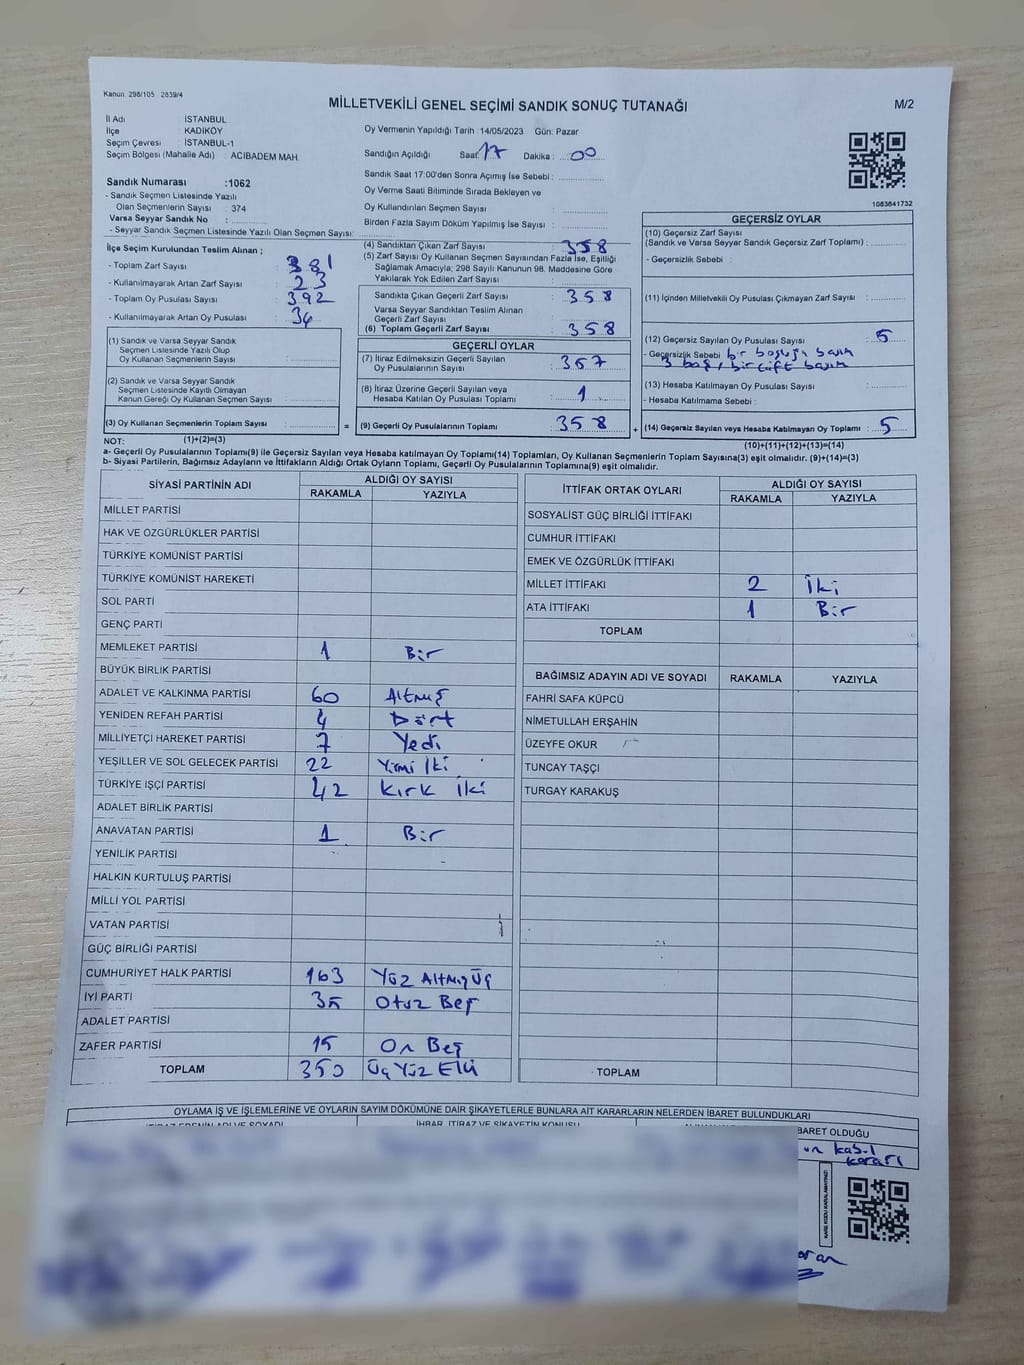 Kanun: 298/105 2839/4
MİLLETVEKİLİ GENEL SEÇİMİ SANDIK SONUÇ TUTANAĞI
M/2
İl Adı : İSTANBUL
İlçe : KADIKÖY
Seçim Çevresi : İSTANBUL-1
Seçim Bölgesi (Mahalle Adı) : ACIBADEM MAH.
Sandık Numarası :1062
- Sandık Seçmen Listesinde Yazılı
Olan Seçmenlerin Sayısı : 374
Varsa Seyyar Sandık No :
- Seyyar Sandık Seçmen Listesinde Yazılı Olan Seçmen Sayısı:
Oy Vermenin Yapıldığı Tarih :14/05/2023 Gün: Pazar
Sandığın Açıldığı Saat: 17 Dakika : 00
Sandık Saat 17:00'den Sonra Açımış İse Sebebi :
Oy Verme Saati Bitiminde Sırada Bekleyen ve
Oy Kullandırılan Seçmen Sayısı :
Birden Fazla Sayım Döküm Yapılmış İse Sayısı :
1083641732
İlçe Seçim Kurulundan Teslim Alınan ;
- Toplam Zarf Sayısı : 381
- Kullanılmayarak Artan Zarf Sayısı : 23
- Toplam Oy Pusulası Sayısı : 392
- Kullanılmayarak Artan Oy Pusulası : 34
(1) Sandık ve Varsa Seyyar Sandık
Seçmen Listesinde Yazılı Olup
Oy Kullanan Seçmenlerin Sayısı :
(2) Sandık ve Varsa Seyyar Sandık
Seçmen Listesinde Kayıtlı Olmayan
Kanun Gereği Oy Kullanan Seçmen Sayısı :
(3) Oy Kullanan Seçmenlerin Toplam Sayısı :
(4) Sandıktan Çıkan Zarf Sayısı : 358
(5) Zarf Sayısı Oy Kullanan Seçmen Sayısından Fazla İse, Eşitliği
Sağlamak Amacıyla; 298 Sayılı Kanunun 98. Maddesine Göre
Yakılarak Yok Edilen Zarf Sayısı :
Sandıkta Çıkan Geçerli Zarf Sayısı : 358
Varsa Seyyar Sandıktan Teslim Alınan
Geçerli Zarf Sayısı :
(6) Toplam Geçerli Zarf Sayısı : 358
GEÇERLİ OYLAR
(7) İtiraz Edilmeksizin Geçerli Sayılan
Oy Pusulalarının Sayısı : 357
(8) İtiraz Üzerine Geçerli Sayılan veya
Hesaba Katılan Oy Pusulası Toplamı : 1
= (9) Geçerli Oy Pusulalarının Toplamı : 358 +
GEÇERSİZ OYLAR
(10) Geçersiz Zarf Sayısı
(Sandık ve Varsa Seyyar Sandık Geçersiz Zarf Toplamı) :
- Geçersizlik Sebebi :
(11) İçinden Milletvekili Oy Pusulası Çıkmayan Zarf Sayısı :
(12) Geçersiz Sayılan Oy Pusulası Sayısı : 5
- Geçersizlik Sebebi : bir boşluğa basım
3 boş, bir çift basım
(13) Hesaba Katılmayan Oy Pusulası Sayısı :
- Hesaba Katılmama Sebebi :
(14) Geçersiz Sayılan veya Hesaba Katılmayan Oy Toplamı : 5
NOT: (1)+(2)=(3)
(10)+(11)+(12)+(13)=(14)
a- Geçerli Oy Pusulalarının Toplamı(9) ile Geçersiz Sayılan veya Hesaba katılmayan Oy Toplamı(14) Toplamları, Oy Kullanan Seçmenlerin Toplam Sayısına(3) eşit olmalıdır. (9)+(14)=(3)
b- Siyasi Partilerin, Bağımsız Adayların ve İttifakların Aldığı Ortak Oyların Toplamı, Geçerli Oy Pusulalarının Toplamına(9) eşit olmalıdır.
SİYASİ PARTİNİN ADI ALDIĞI OY SAYISI
RAKAMLA YAZIYLA
MİLLET PARTİSİ
HAK VE ÖZGÜRLÜKLER PARTİSİ
TÜRKİYE KOMÜNİST PARTİSİ
TÜRKİYE KOMÜNİST HAREKETİ
SOL PARTİ
GENÇ PARTİ
MEMLEKET PARTİSİ 1 Bir
BÜYÜK BİRLİK PARTİSİ
ADALET VE KALKINMA PARTİSİ 60 Altmış
YENİDEN REFAH PARTİSİ 4 Dört
MİLLİYETÇİ HAREKET PARTİSİ 7 Yedi
YEŞİLLER VE SOL GELECEK PARTİSİ 22 Yirmi İki
TÜRKİYE İŞÇİ PARTİSİ 42 Kırk İki
ADALET BİRLİK PARTİSİ
ANAVATAN PARTİSİ 1 Bir
YENİLİK PARTİSİ
HALKIN KURTULUŞ PARTİSİ
MİLLİ YOL PARTİSİ
VATAN PARTİSİ
GÜÇ BİRLİĞİ PARTİSİ
CUMHURİYET HALK PARTİSİ 163 Yüz Altmış Üç
İYİ PARTİ 35 Otuz Beş
ADALET PARTİSİ
ZAFER PARTİSİ 15 On Beş
TOPLAM 350 Üç Yüz Elli
İTTİFAK ORTAK OYLARI ALDIĞI OY SAYISI
RAKAMLA YAZIYLA
SOSYALİST GÜÇ BİRLİĞİ İTTİFAKI
CUMHUR İTTİFAKI
EMEK VE ÖZGÜRLÜK İTTİFAKI
MİLLET İTTİFAKI 2 İki
ATA İTTİFAKI 1 Bir
TOPLAM
BAĞIMSIZ ADAYIN ADI VE SOYADI RAKAMLA YAZIYLA
FAHRİ SAFA KÜPCÜ
NİMETULLAH ERŞAHİN
ÜZEYFE OKUR
TUNCAY TAŞÇI
TURGAY KARAKUŞ
TOPLAM
OYLAMA İŞ VE İŞLEMLERİNE VE OYLARIN SAYIM DÖKÜMÜNE DAİR ŞİKAYETLERLE BUNLARA AİT KARARLARIN NELERDEN İBARET BULUNDUKLARI
İTİRAZ EDENİN ADI VE SOYADI İHBAR, İTİRAZ VE ŞİKAYETİN KONUSU
BARET OLDUĞU
un kabul
kararı
KARE KODU KARALAMAYINIZ!